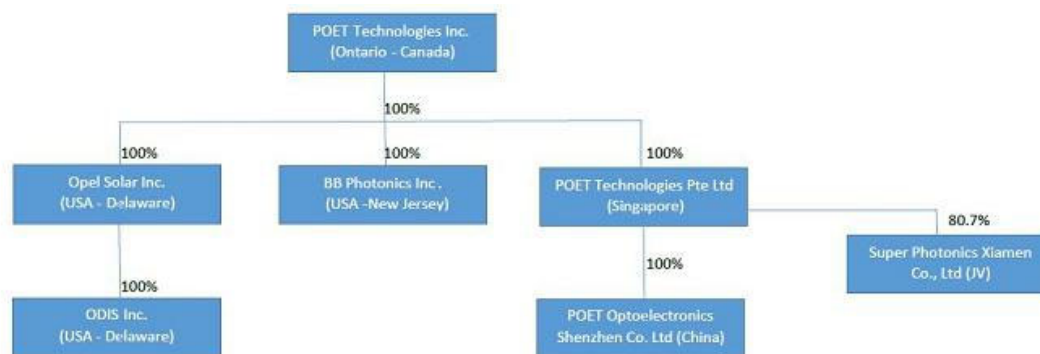 POET Technologies Inc.
(Ontario - Canada)
100%
100%
100%
100%
Opel Solar Inc.
(USA - Delaware)
BB Photonics Inc .
(USA -New Jersey)
POET Technologies Pte Ltd
(Singapore)
80.7%
Super Photonics Xiamen
Co., Ltd (JV)
100%
100%
ODIS Inc.
(USA - Delaware)
POET Optoelectronics
Shenzhen Co. Ltd (China)